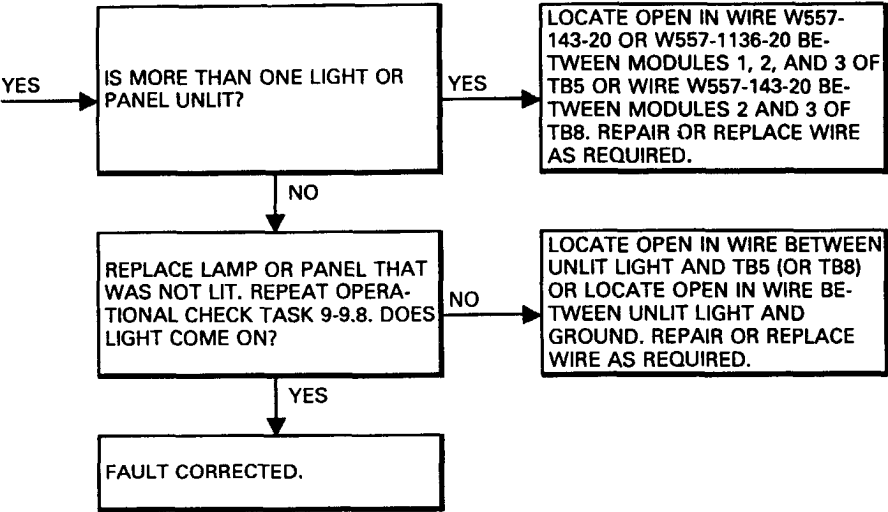 YES
IS MORE THAN ONE LIGHT OR
PANEL UNLIT?
YES
LOCATE OPEN IN WIRE W557-
143-20 OR W557-1136-20 BE-
TWEEN MODULES 1, 2, AND 3 OF
TB5 OR WIRE W557-143-20 BE-
TWEEN MODULES 2 AND 3 OF
TB8. REPAIR OR REPLACE WIRE
AS REQUIRED.
NO
REPLACE LAMP OR PANEL THAT
WAS NOT LIT. REPEAT OPERA-
TIONAL CHECK TASK 9-9.8. DOES
LIGHT COME ON?
NO
LOCATE OPEN IN WIRE BETWEEN
UNLIT LIGHT AND TB5 (OR TB8)
OR LOCATE OPEN IN WIRE BE-
TWEEN UNLIT LIGHT AND
GROUND. REPAIR OR REPLACE
WIRE AS REQUIRED.
YES
FAULT CORRECTED.